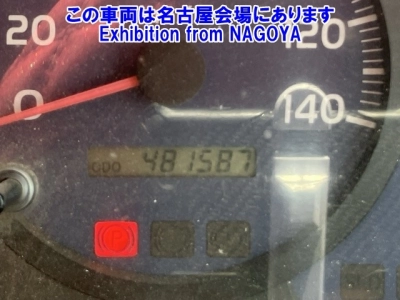 この車両は名古屋会場にあります
Exhibition from NAGOYA
20
120
0
140
ODO 481587
P